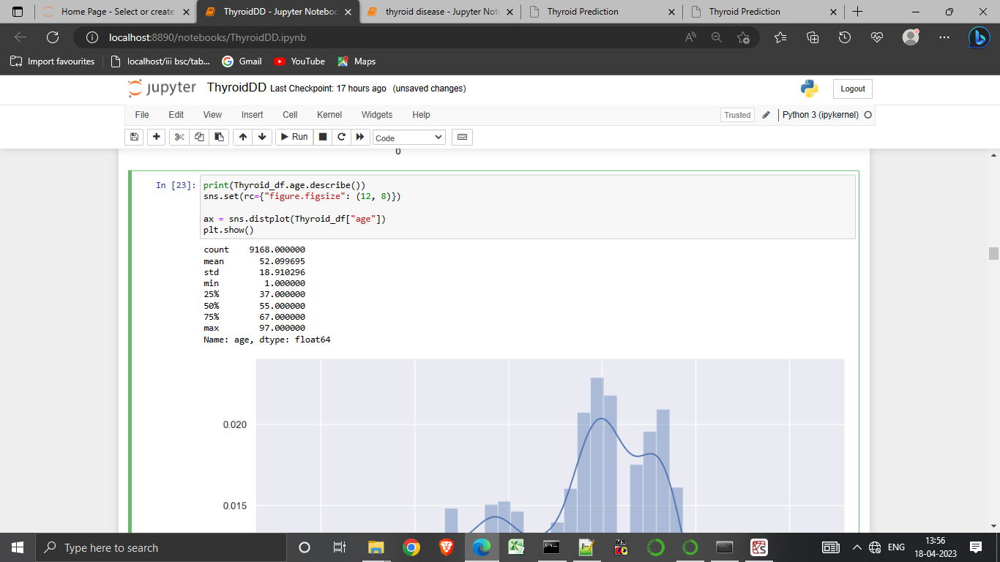 Home Page - Select or create
ThyroidDD - Jupyter Notebook
thyroid disease - Jupyter Note
Thyroid Prediction
Thyroid Prediction
localhost:8890/notebooks/ThyroidDD.ipynb
Import favourites
localhost/iii bsc/tab...
Gmail
YouTube
Maps
jupyter
ThyroidDD Last Checkpoint: 17 hours ago (unsaved changes)
Logout
File Edit View Insert Cell Kernel Widgets Help
Trusted
Python 3 (ipykernel)
Run
Code
0
In [23]:
print(Thyroid_df.age.describe())
sns.set(rc={"figure.figsize": (12, 8)})
ax = sns.distplot(Thyroid_df["age"])
plt.show()
count 9168.000000
mean 52.099695
std 18.910296
min 1.000000
25% 37.000000
50% 55.000000
75% 67.000000
max 97.000000
Name: age, dtype: float64
0.020
0.015
Type here to search
ENG
13:56
18-04-2023